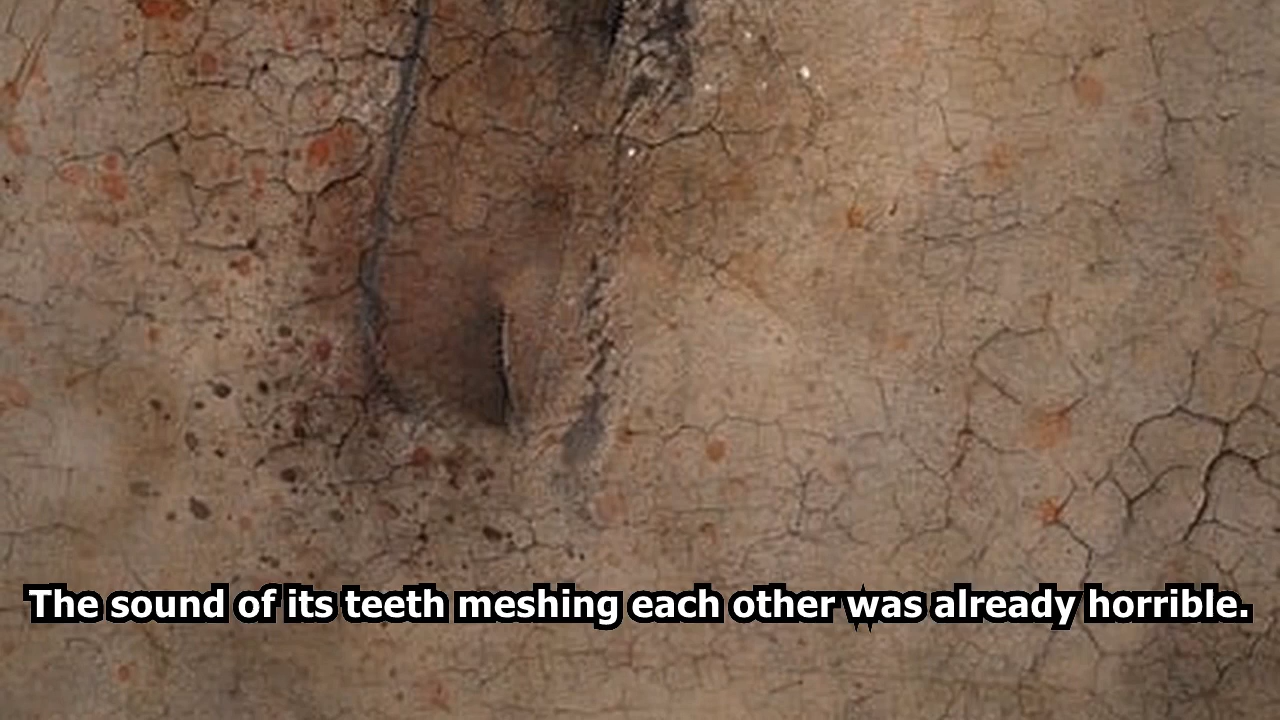 The sound of its teeth meshing each other was already horrible.